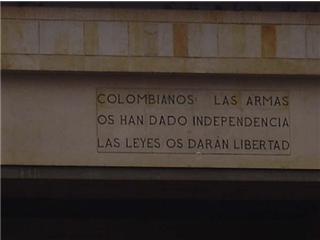 COLOMBIANOS LAS ARMAS
OS HAN DADO INDEPENDENCIA
LAS LEYES OS DARÁN LIBERTAD